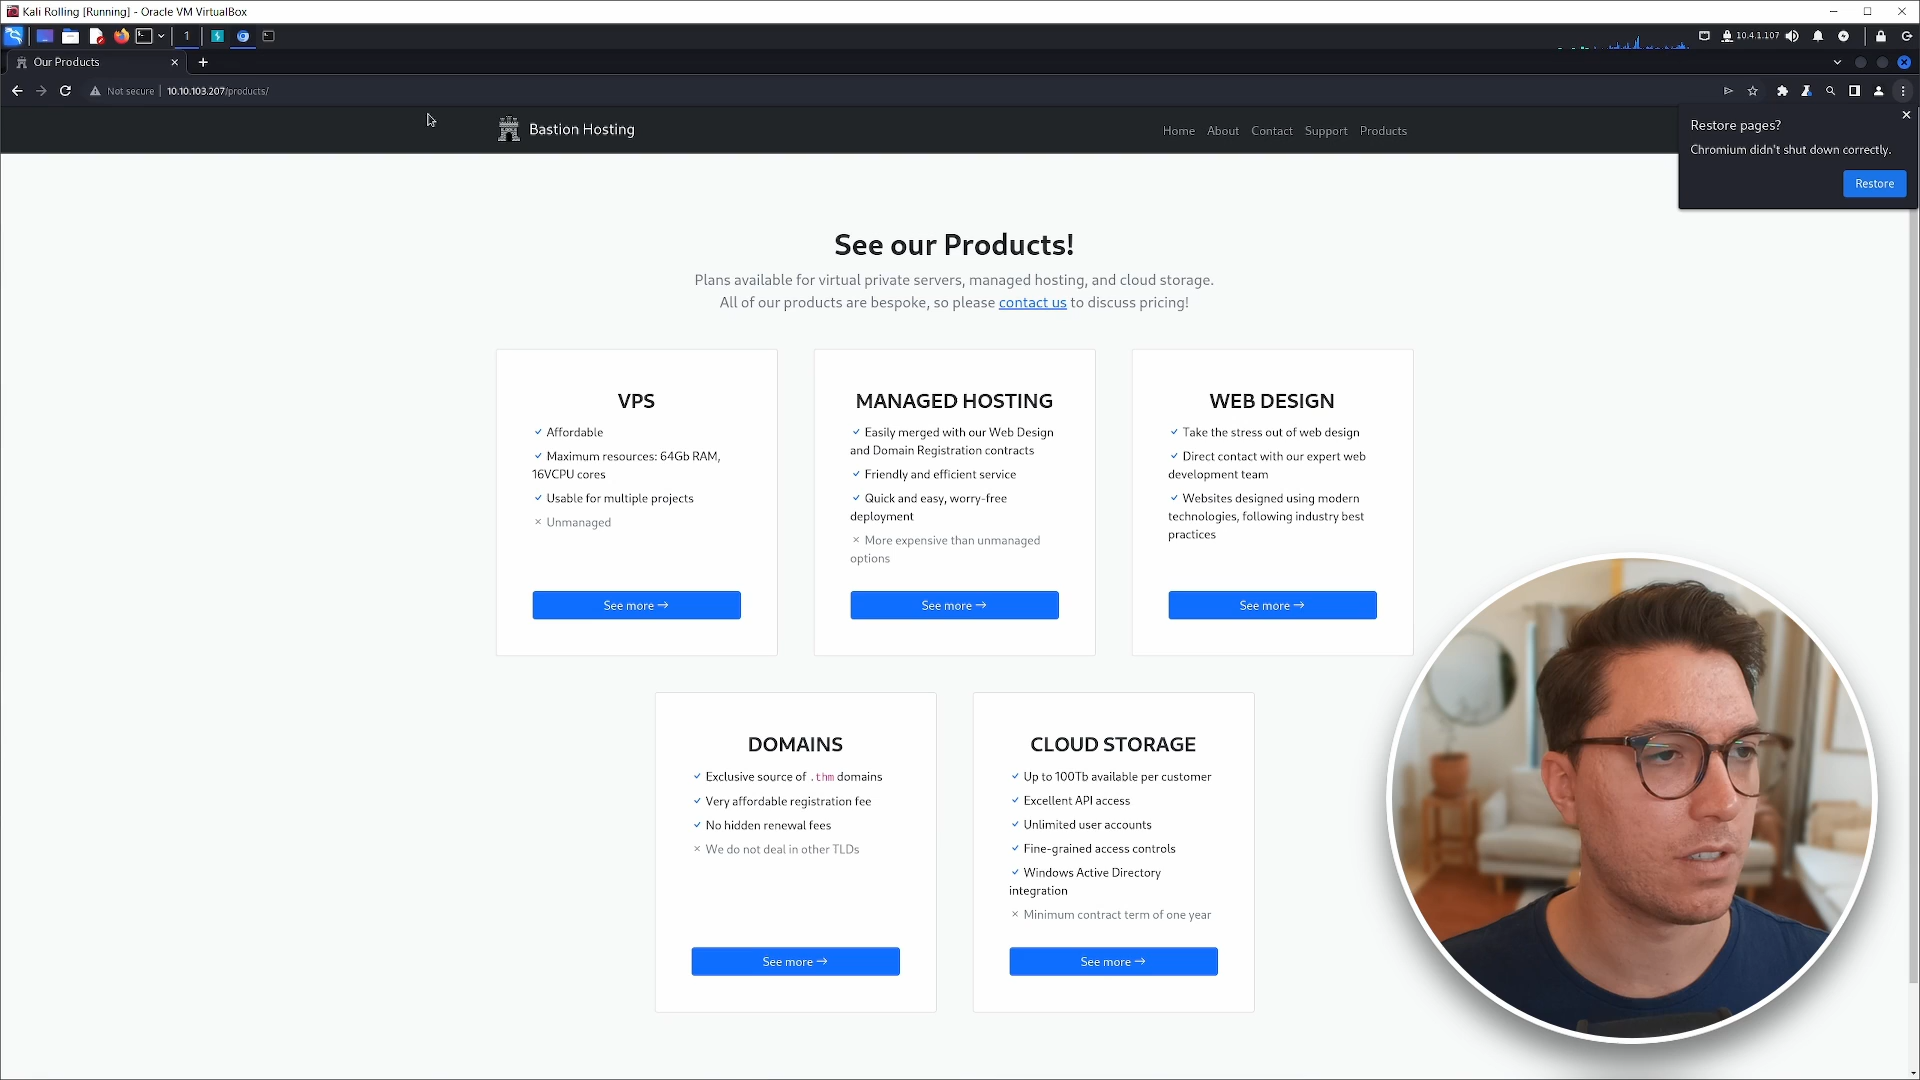 Kali Rolling [Running] - Oracle VM VirtualBox
1
10.4.1.107
Our Products
Not secure
10.10.103.207/products/
Bastion Hosting
Home
About
Contact
Support
Products
Restore pages?
Chromium didn't shut down correctly.
Restore
See our Products!
Plans available for virtual private servers, managed hosting, and cloud storage.
All of our products are bespoke, so please contact us to discuss pricing!
VPS
Affordable
Maximum resources: 64Gb RAM,
16VCPU cores
Usable for multiple projects
Unmanaged
See more →
MANAGED HOSTING
Easily merged with our Web Design
and Domain Registration contracts
Friendly and efficient service
Quick and easy, worry-free
deployment
More expensive than unmanaged
options
See more →
WEB DESIGN
Take the stress out of web design
Direct contact with our expert web
development team
Websites designed using modern
technologies, following industry best
practices
See more →
DOMAINS
Exclusive source of .thm domains
Very affordable registration fee
No hidden renewal fees
We do not deal in other TLDs
See more →
CLOUD STORAGE
Up to 100Tb available per customer
Excellent API access
Unlimited user accounts
Fine-grained access controls
Windows Active Directory
integration
Minimum contract term of one year
See more →